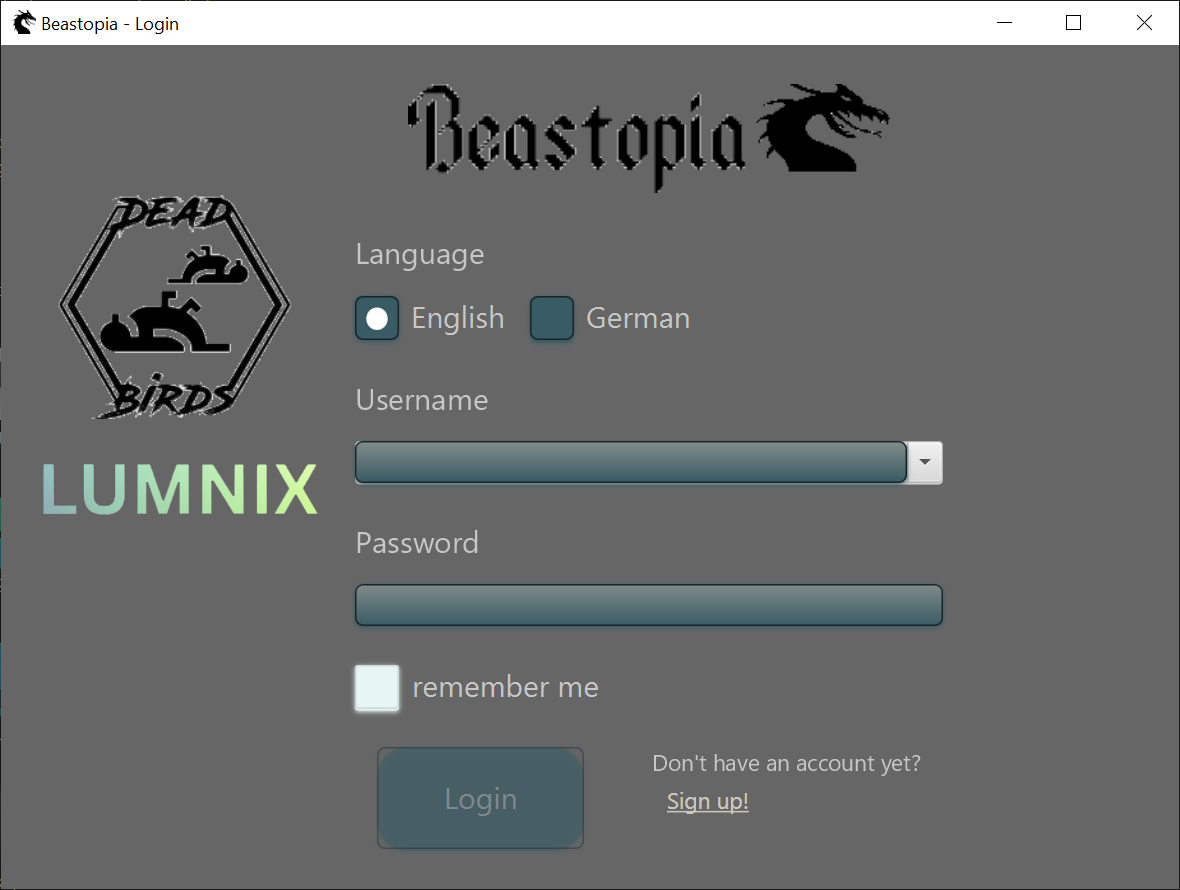 Beastopia - Login
Beastopia
DEAD
BIRDS
LUMNIX
Language
English German
Username
Password
remember me
Login
Don't have an account yet?
Sign up!